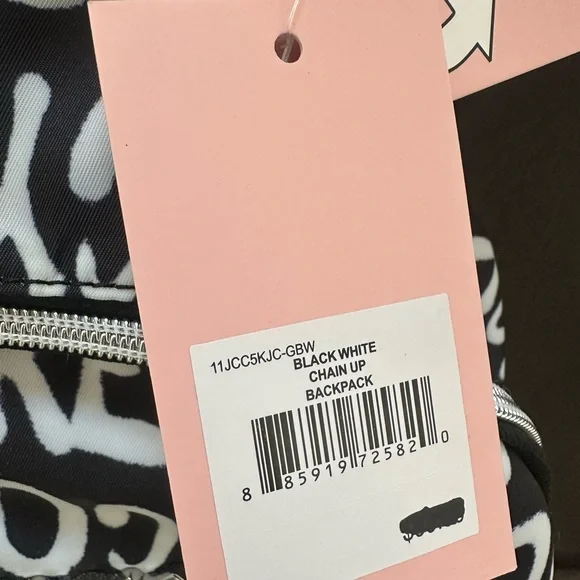 11JCC5KJC-GBW
BLACK WHITE
CHAIN UP
BACKPACK
8 85919 72582 0